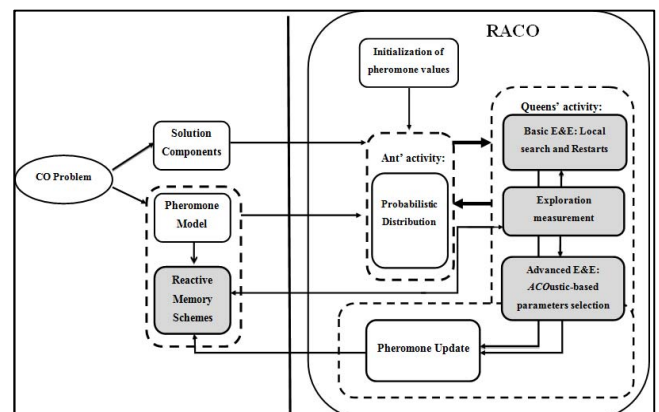 RACO
Initialization of
pheromone values
Queens' activity:
Basic E&E: Local
search and Restarts
Solution
Components
Ant' activity:
CO Problem
Probabilistic
Distribution
Exploration
measurement
Pheromone
Model
Reactive
Memory
Schemes
Advanced E&E:
ACOustic-based
parameters selection
Pheromone Update